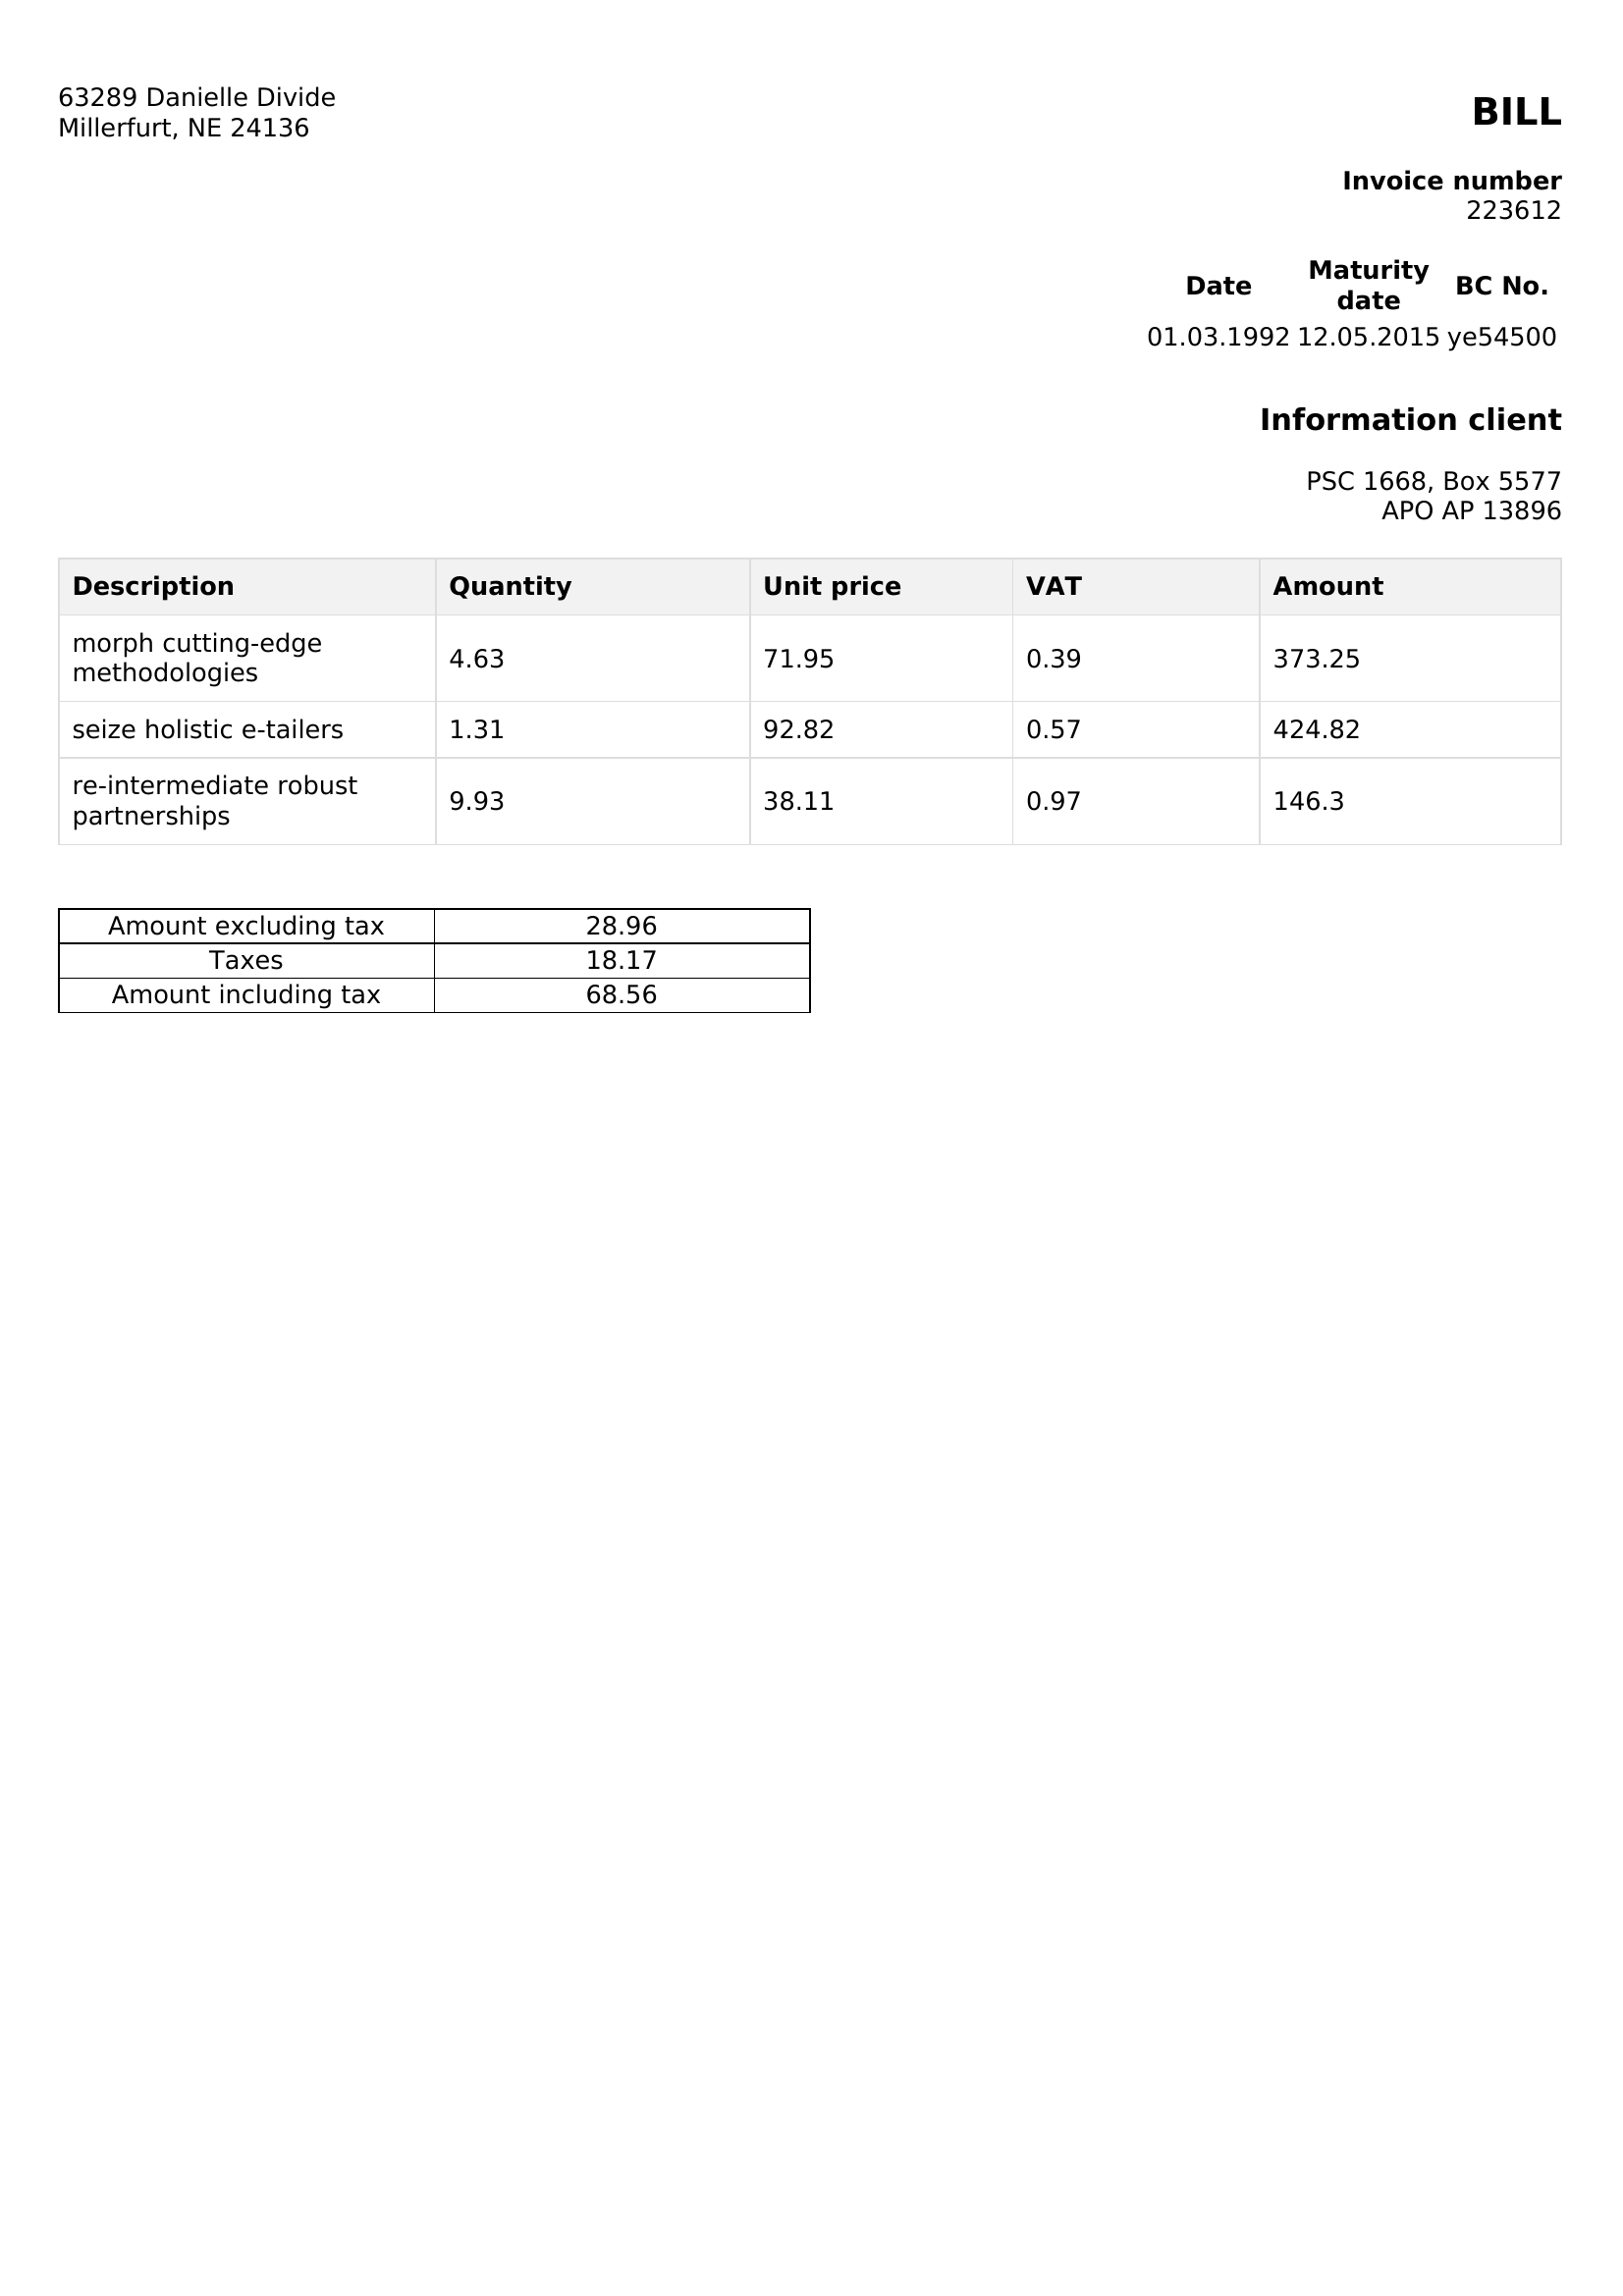 63289 Danielle Divide
Millerfurt, NE 24136
BILL
Invoice number
223612
Date Maturity date BC No.
01.03.1992 12.05.2015 ye54500
Information client
PSC 1668, Box 5577
APO AP 13896
Description Quantity Unit price VAT Amount
morph cutting-edge methodologies 4.63 71.95 0.39 373.25
seize holistic e-tailers 1.31 92.82 0.57 424.82
re-intermediate robust partnerships 9.93 38.11 0.97 146.3
Amount excluding tax 28.96
Taxes 18.17
Amount including tax 68.56